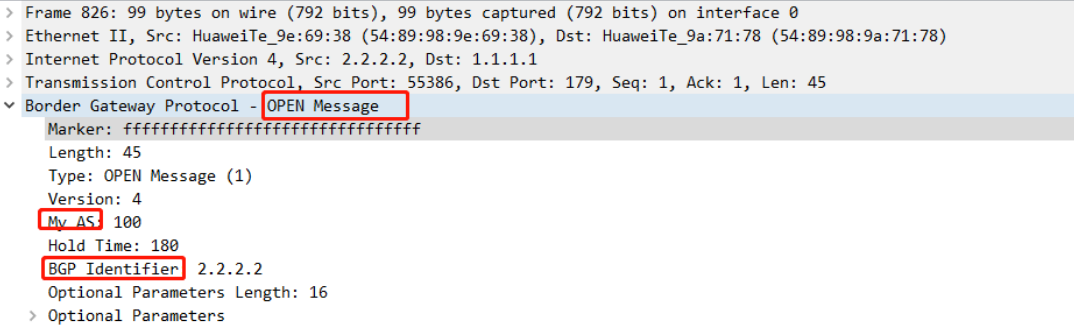 Frame 826: 99 bytes on wire (792 bits), 99 bytes captured (792 bits) on interface 0
Ethernet II, Src: HuaweiTe_9e:69:38 (54:89:98:9e:69:38), Dst: HuaweiTe_9a:71:78 (54:89:98:9a:71:78)
Internet Protocol Version 4, Src: 2.2.2.2, Dst: 1.1.1.1
Transmission Control Protocol, Src Port: 55386, Dst Port: 179, Seq: 1, Ack: 1, Len: 45
Border Gateway Protocol - OPEN Message
Marker: ffffffffffffffffffffffffffffffff
Length: 45
Type: OPEN Message (1)
Version: 4
My AS: 100
Hold Time: 180
BGP Identifier 2.2.2.2
Optional Parameters Length: 16
Optional Parameters